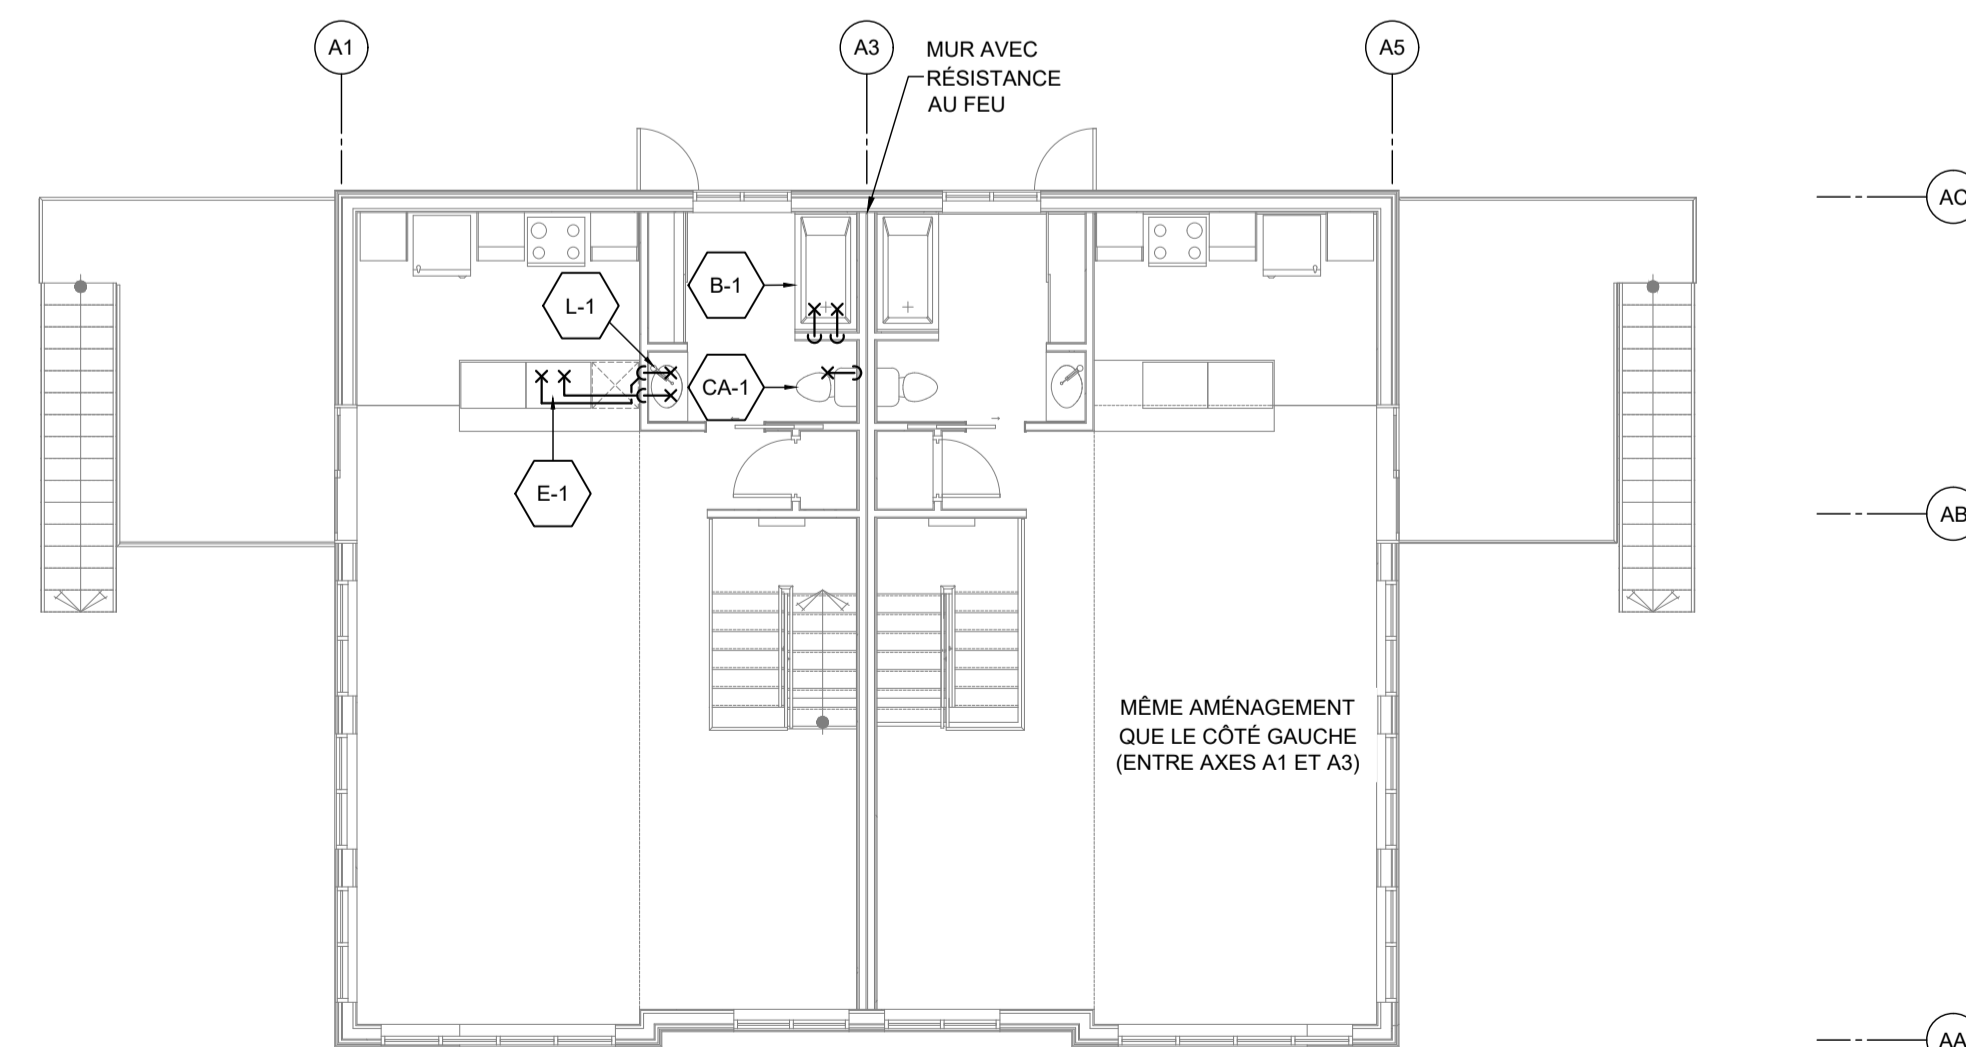 A1
A3
A5
MUR AVEC
RÉSISTANCE
AU FEU
AC
B-1
L-1
CA-1
E-1
AB
MÊME AMÉNAGEMENT
QUE LE CÔTÉ GAUCHE
(ENTRE AXES A1 ET A3)
AA